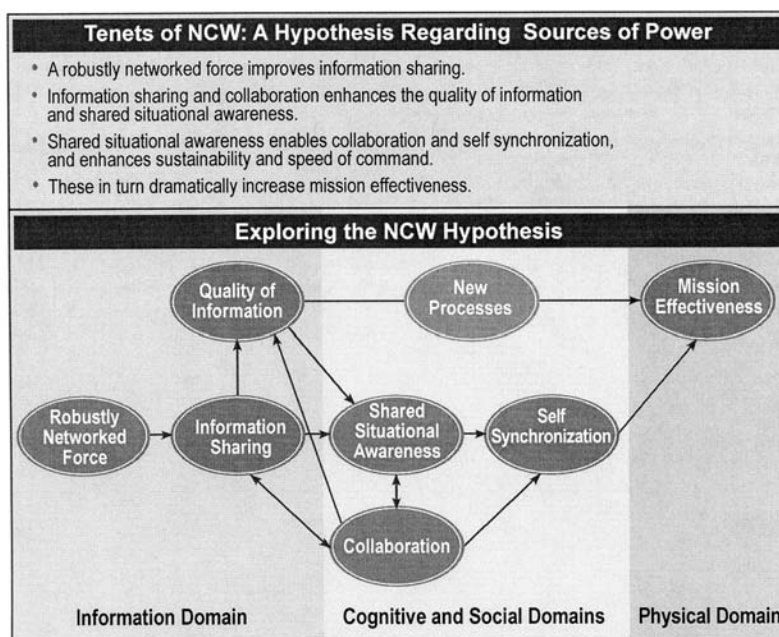 Tenets of NCW: A Hypothesis Regarding Sources of Power
• A robustly networked force improves information sharing.
• Information sharing and collaboration enhances the quality of information
and shared situational awareness.
• Shared situational awareness enables collaboration and self synchronization,
and enhances sustainability and speed of command.
• These in turn dramatically increase mission effectiveness.
Exploring the NCW Hypothesis
Quality of
Information
New
Processes
Mission
Effectiveness
Robustly
Networked
Force
Information
Sharing
Shared
Situational
Awareness
Self
Synchronization
Collaboration
Information Domain
Cognitive and Social Domains
Physical Domain